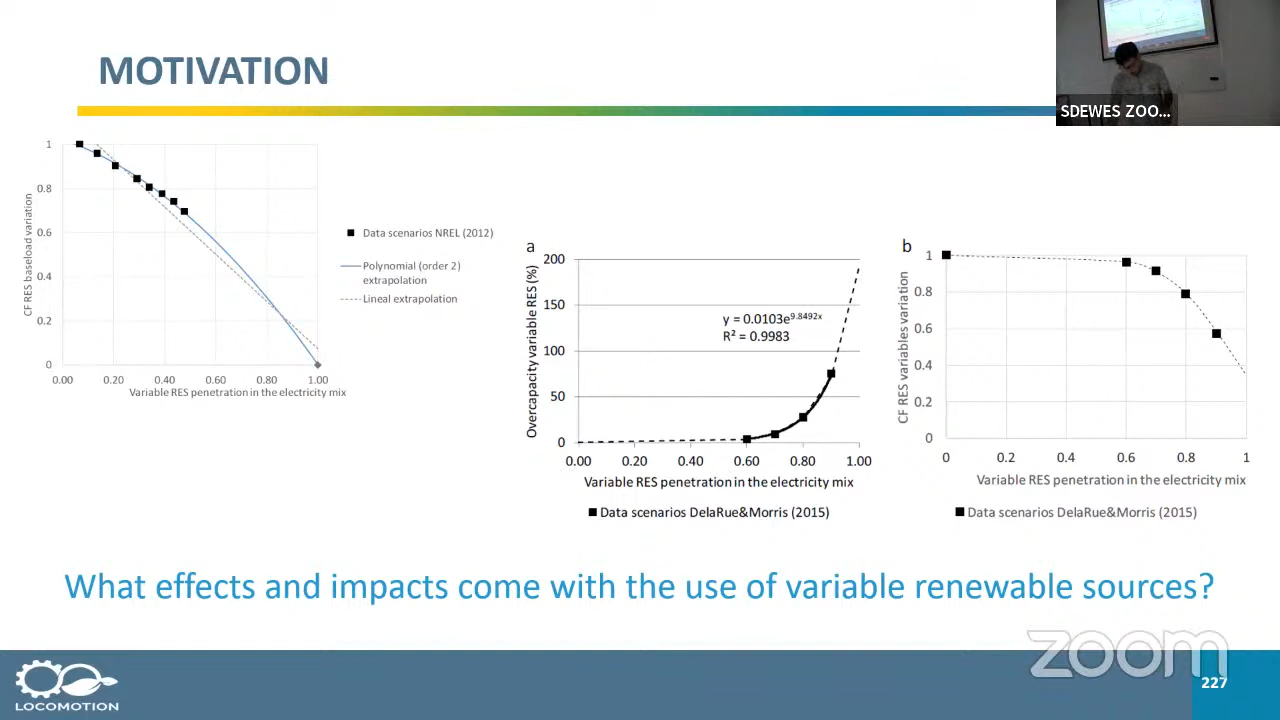 MOTIVATION
SDEWES ZOO...
1
0.8
0.6
0.4
0.2
0
CF RES baseload variation
0.00 0.20 0.40 0.60 0.80 1.00
Variable RES penetration in the electricity mix
Data scenarios NREL (2012)
Polynomial (order 2)
extrapolation
Lineal extrapolation
a
200
150
100
50
0
Overcapacity variable RES (%)
y = 0.0103e^9.8492x
R² = 0.9983
0.00 0.20 0.40 0.60 0.80 1.00
Variable RES penetration in the electricity mix
Data scenarios DelaRue&Morris (2015)
b
1
0.8
0.6
0.4
0.2
0
CF RES variables variation
0 0.2 0.4 0.6 0.8 1
Variable RES penetration in the electricity mix
Data scenarios DelaRue&Morris (2015)
What effects and impacts come with the use of variable renewable sources?
zoom
227
LOCOMOTION